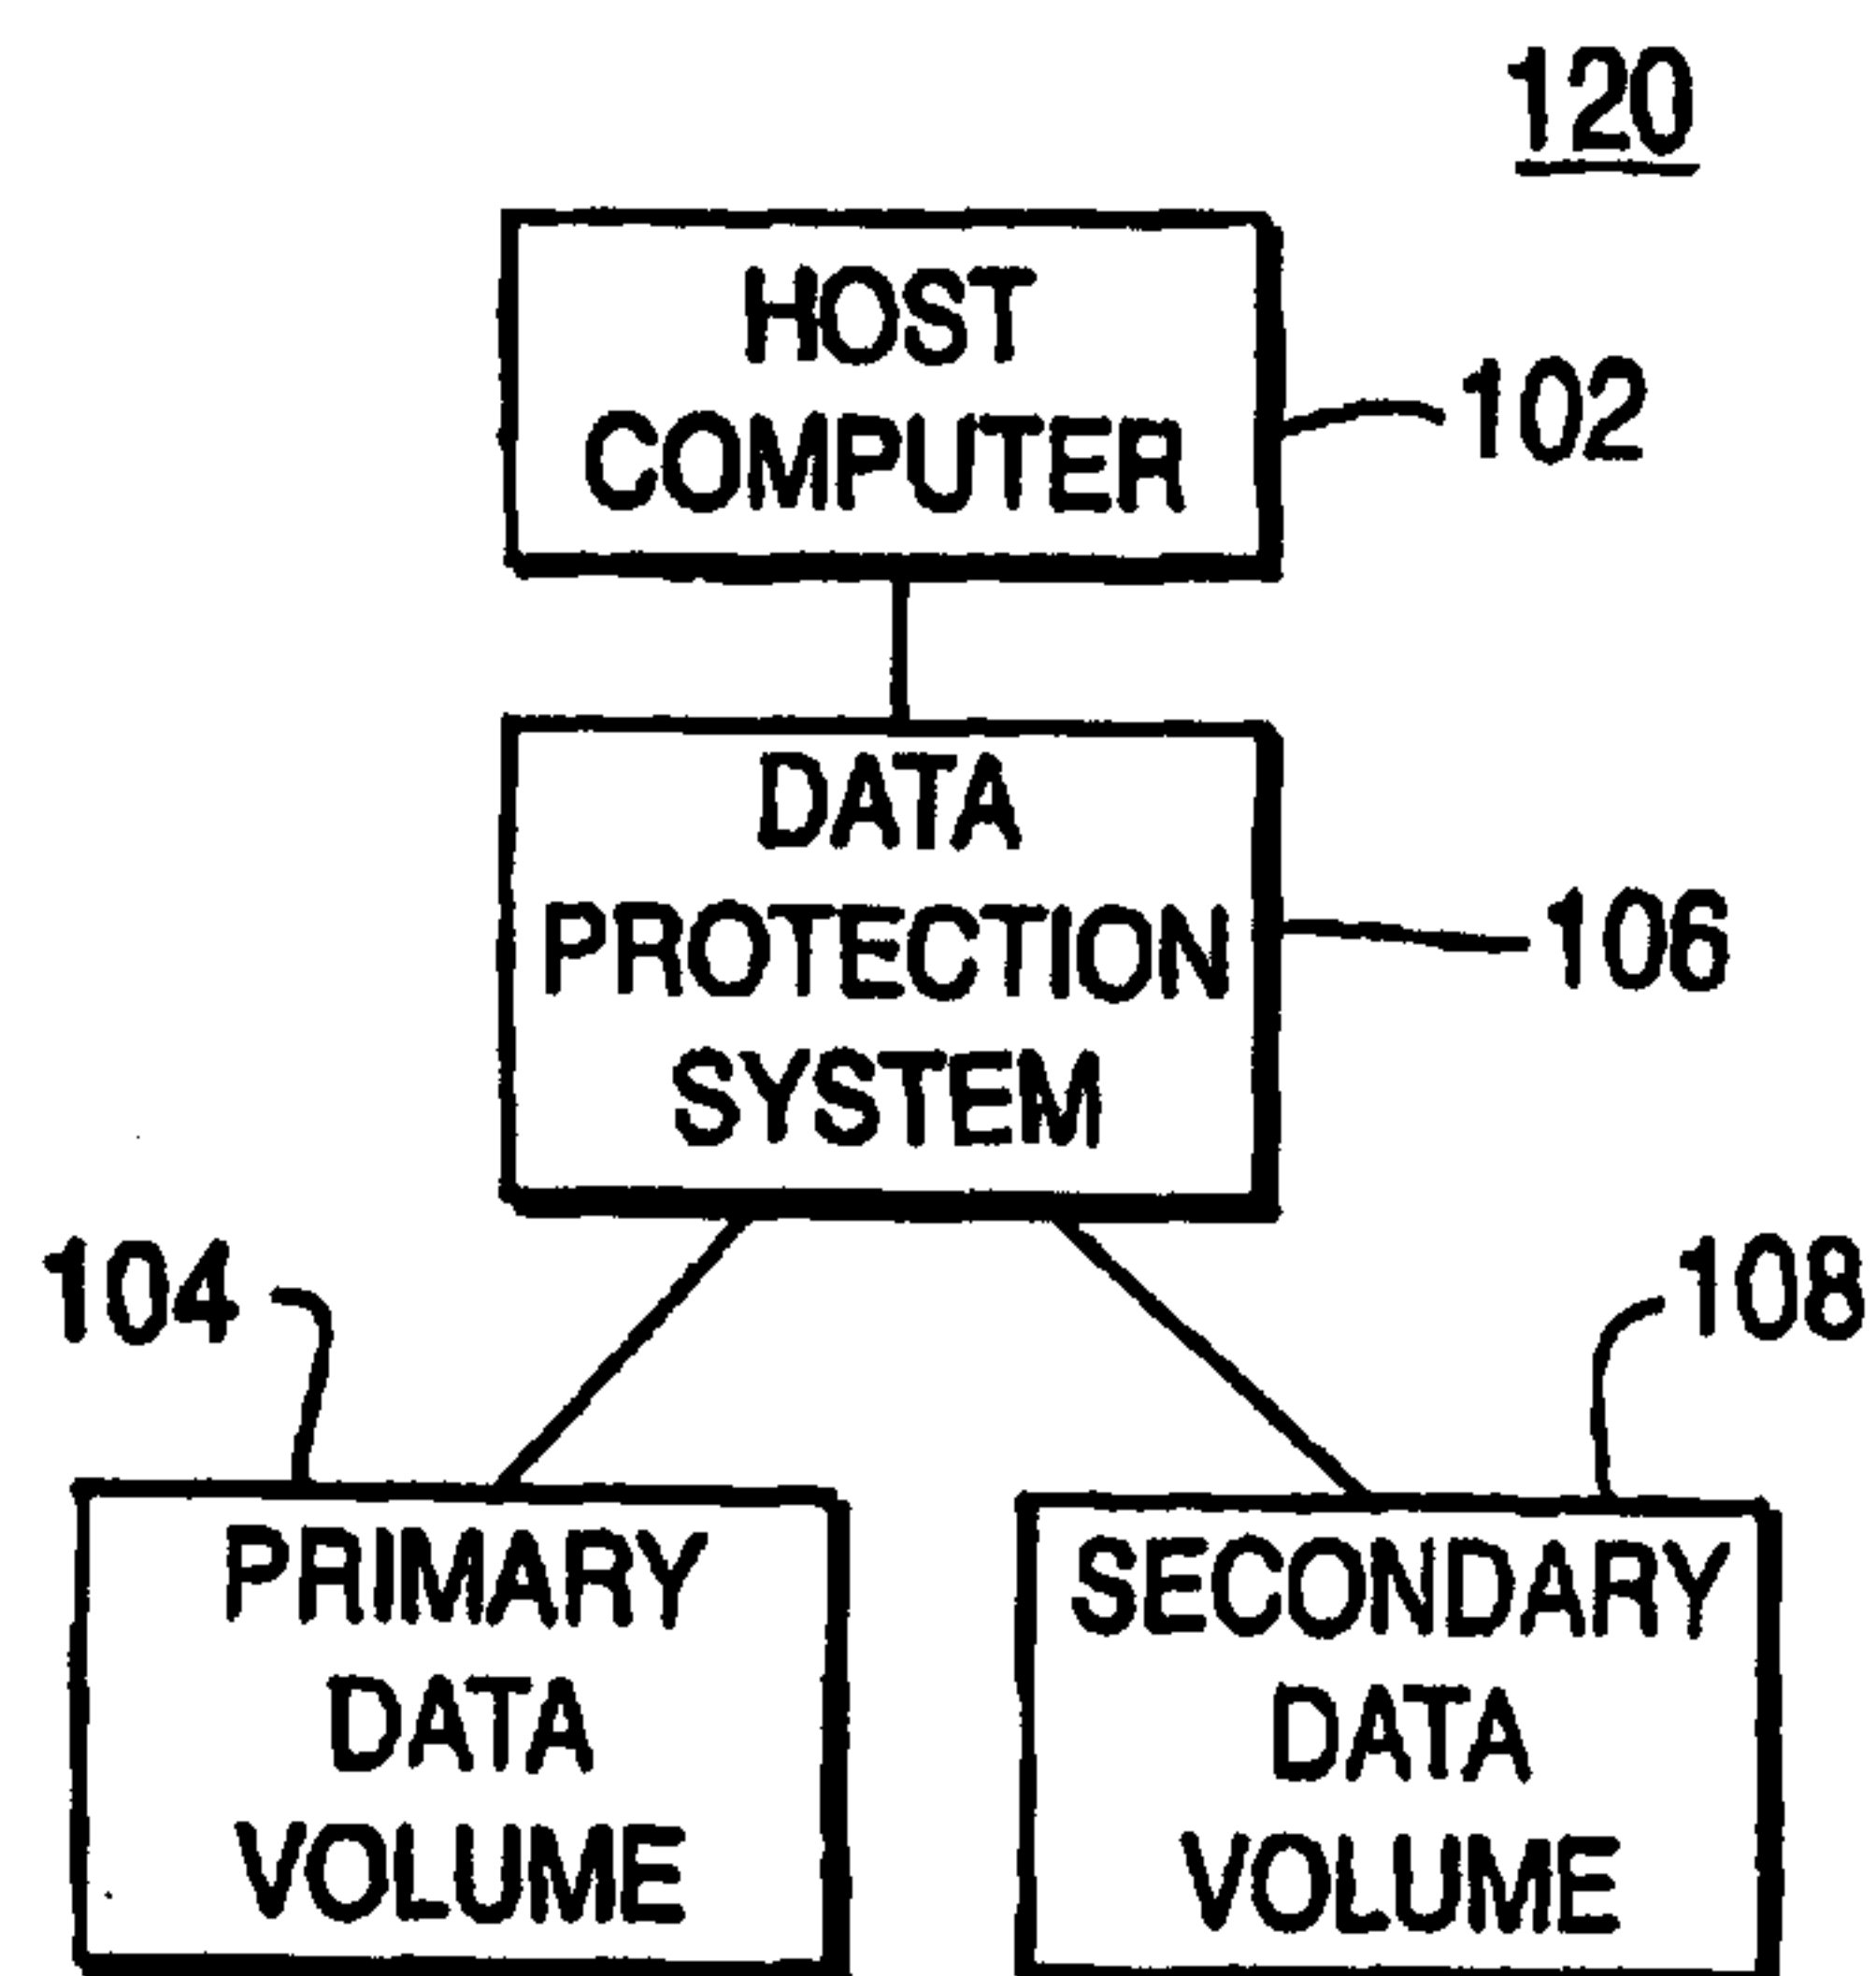 120
HOST
COMPUTER
102
DATA
PROTECTION
SYSTEM
106
104
108
PRIMARY
DATA
VOLUME
SECONDARY
DATA
VOLUME